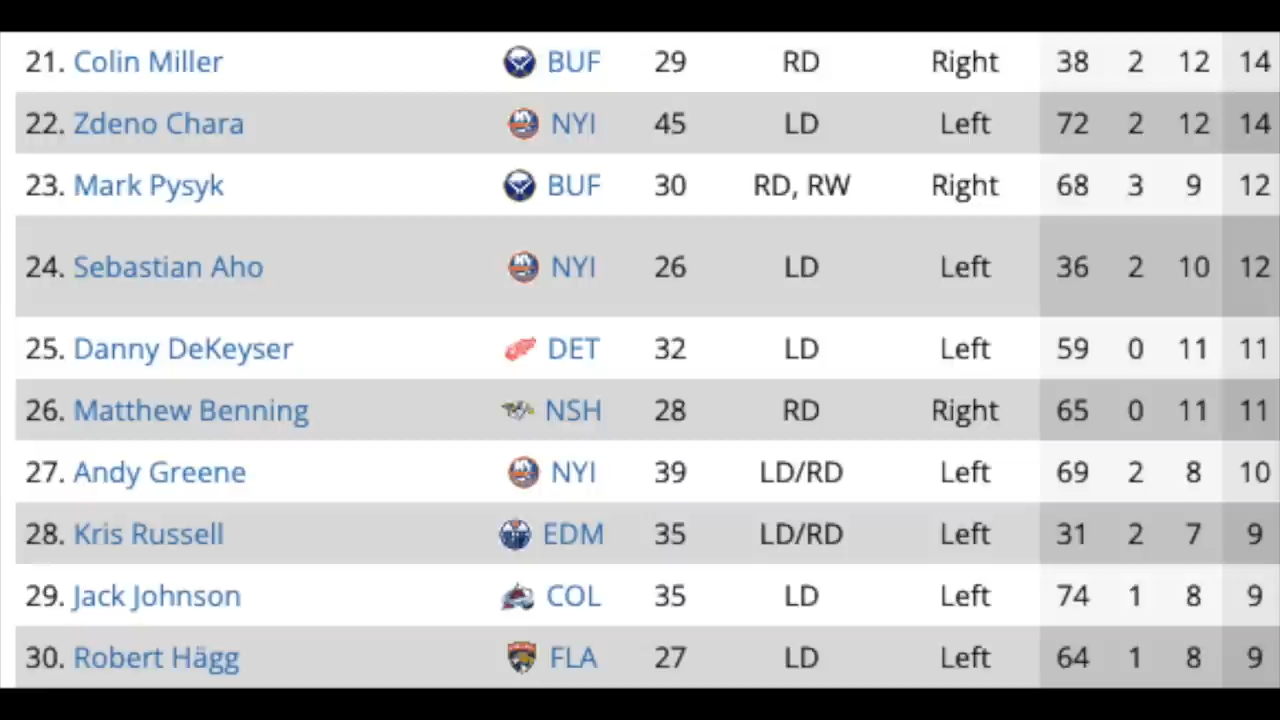 21. Colin Miller BUF 29 RD Right 38 2 12 14
22. Zdeno Chara NYI 45 LD Left 72 2 12 14
23. Mark Pysyk BUF 30 RD, RW Right 68 3 9 12
24. Sebastian Aho NYI 26 LD Left 36 2 10 12
25. Danny DeKeyser DET 32 LD Left 59 0 11 11
26. Matthew Benning NSH 28 RD Right 65 0 11 11
27. Andy Greene NYI 39 LD/RD Left 69 2 8 10
28. Kris Russell EDM 35 LD/RD Left 31 2 7 9
29. Jack Johnson COL 35 LD Left 74 1 8 9
30. Robert Hägg FLA 27 LD Left 64 1 8 9